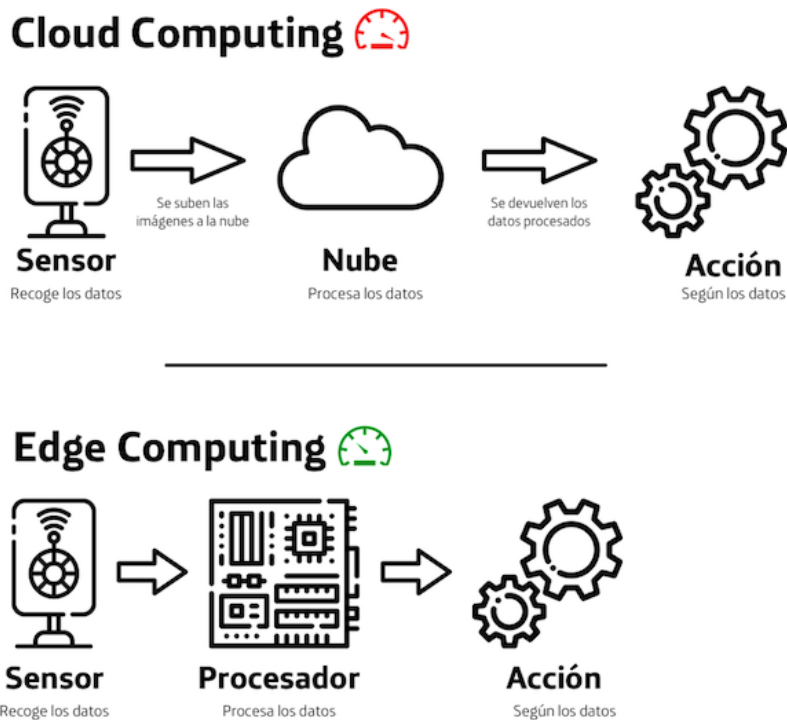 Cloud Computing
Se suben las
imágenes a la nube
Se devuelven los
datos procesados
Sensor
Nube
Acción
Recoge los datos
Procesa los datos
Según los datos
Edge Computing
Sensor
Procesador
Acción
Recoge los datos
Procesa los datos
Según los datos